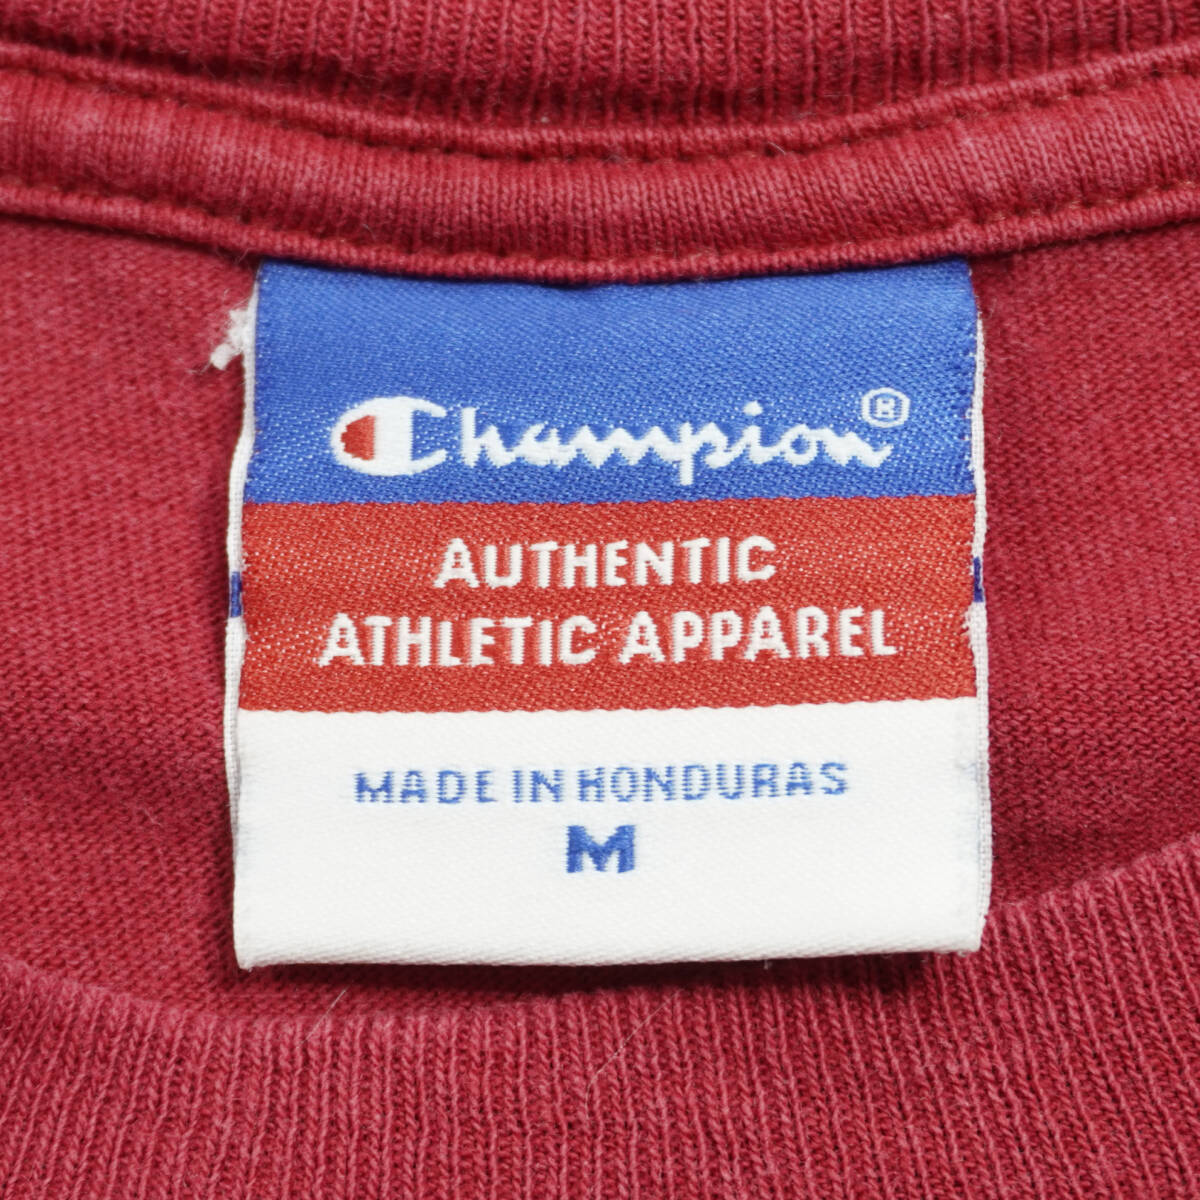 Champion®
AUTHENTIC
ATHLETIC APPAREL
MADE IN HONDURAS
M